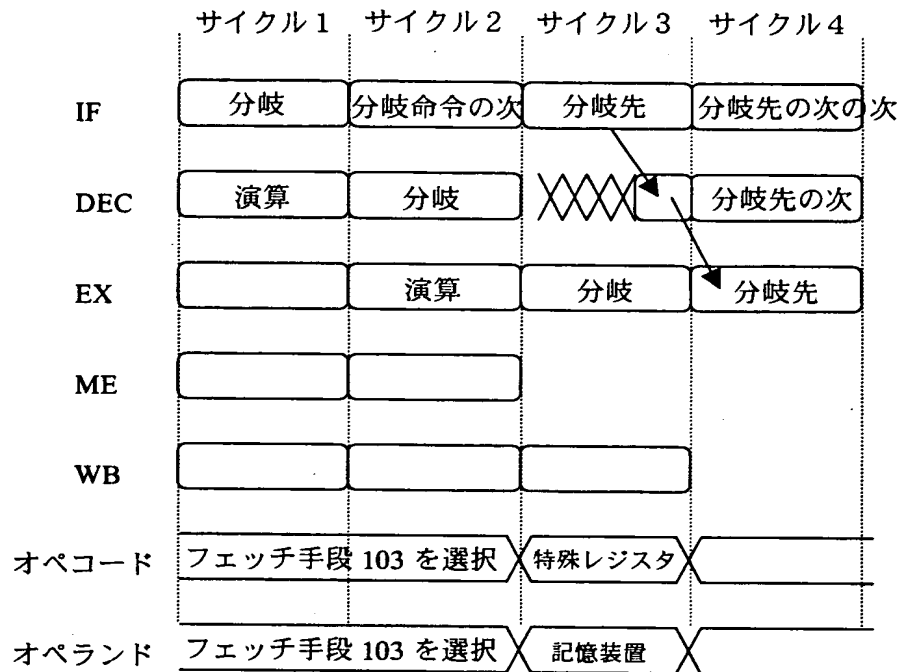 サイクル1 サイクル2 サイクル3 サイクル4
IF 分岐 分岐命令の次 分岐先 分岐先の次の次
DEC 演算 分岐 分岐先の次
EX 演算 分岐 分岐先
ME
WB
オペコード フェッチ手段 103 を選択 特殊レジスタ
オペランド フェッチ手段 103 を選択 記憶装置